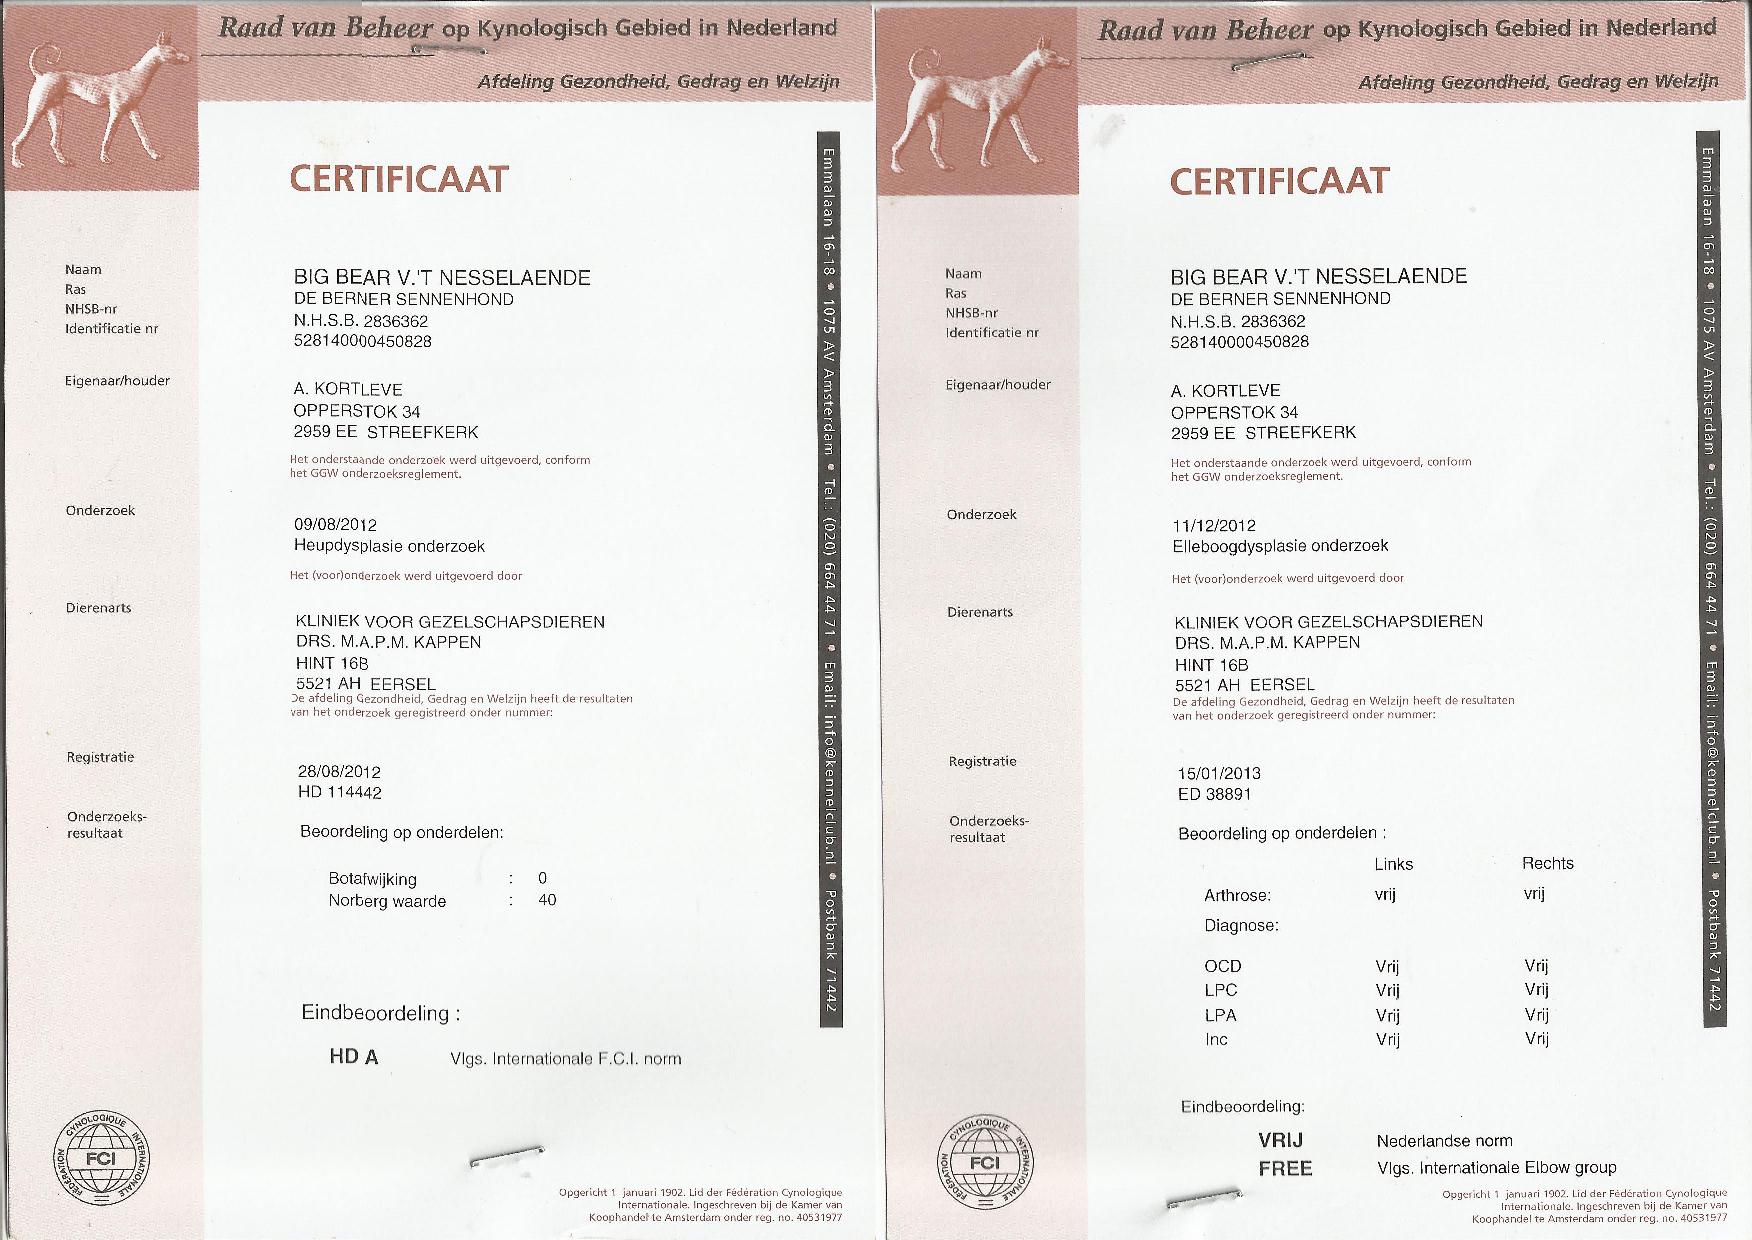 Raad van Beheer op Kynologisch Gebied in Nederland
Afdeling Gezondheid, Gedrag en Welzijn
CERTIFICAAT
Naam BIG BEAR V.'T NESSELAENDE
Ras DE BERNER SENNENHOND
NHSB-nr N.H.S.B. 2836362
Identificatie nr 528140000450828
Eigenaar/houder A. KORTLEVE
OPPERSTOK 34
2959 EE STREEFKERK
Het onderstaande onderzoek werd uitgevoerd, conform
het GGW onderzoeksreglement.
Onderzoek 09/08/2012
Heupdysplasie onderzoek
Het (voor)onderzoek werd uitgevoerd door
Dierenarts KLINIEK VOOR GEZELSCHAPSDIEREN
DRS. M.A.P.M. KAPPEN
HINT 16B
5521 AH EERSEL
De afdeling Gezondheid, Gedrag en Welzijn heeft de resultaten
van het onderzoek geregistreerd onder nummer:
Registratie 28/08/2012
HD 114442
Onderzoeks-
resultaat
Beoordeling op onderdelen:
Botafwijking : 0
Norberg waarde : 40
Eindbeoordeling :
HD A Vlgs. Internationale F.C.I. norm
FEDERATION CYNOLOGIQUE INTERNATIONALE
FCI
Opgericht 1 januari 1902. Lid der Fédération Cynologique
Internationale. Ingeschreven bij de Kamer van
Koophandel te Amsterdam onder reg. no. 40531977
Emmalaan 16-18 • 1075 AV Amsterdam • Tel.: (020) 664 44 71 • Email: info@kennelclub.nl • Postbank 71442
Raad van Beheer op Kynologisch Gebied in Nederland
Afdeling Gezondheid, Gedrag en Welzijn
CERTIFICAAT
Naam BIG BEAR V.'T NESSELAENDE
Ras DE BERNER SENNENHOND
NHSB-nr N.H.S.B. 2836362
Identificatie nr 528140000450828
Eigenaar/houder A. KORTLEVE
OPPERSTOK 34
2959 EE STREEFKERK
Het onderstaande onderzoek werd uitgevoerd, conform
het GGW onderzoeksreglement.
Onderzoek 11/12/2012
Elleboogdysplasie onderzoek
Het (voor)onderzoek werd uitgevoerd door
Dierenarts KLINIEK VOOR GEZELSCHAPSDIEREN
DRS. M.A.P.M. KAPPEN
HINT 16B
5521 AH EERSEL
De afdeling Gezondheid, Gedrag en Welzijn heeft de resultaten
van het onderzoek geregistreerd onder nummer:
Registratie 15/01/2013
ED 38891
Onderzoeks-
resultaat
Beoordeling op onderdelen :
Links Rechts
Arthrose: vrij vrij
Diagnose:
OCD Vrij Vrij
LPC Vrij Vrij
LPA Vrij Vrij
Inc Vrij Vrij
Eindbeoordeling:
VRIJ Nederlandse norm
FREE Vlgs. Internationale Elbow group
FEDERATION CYNOLOGIQUE INTERNATIONALE
FCI
Opgericht 1 januari 1902. Lid der Fédération Cynologique
Internationale. Ingeschreven bij de Kamer van
Koophandel te Amsterdam onder reg. no. 40531977
Emmalaan 16-18 • 1075 AV Amsterdam • Tel.: (020) 664 44 71 • Email: info@kennelclub.nl • Postbank 71442